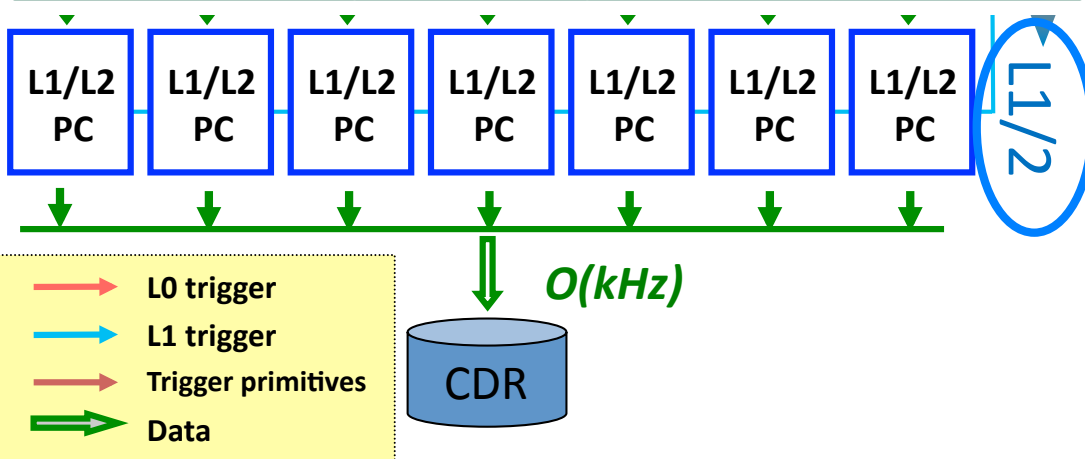 L1/L2 PC
L1/L2 PC
L1/L2 PC
L1/L2 PC
L1/L2 PC
L1/L2 PC
L1/L2 PC
L1/2
O(kHz)
CDR
L0 trigger
L1 trigger
Trigger primitives
Data